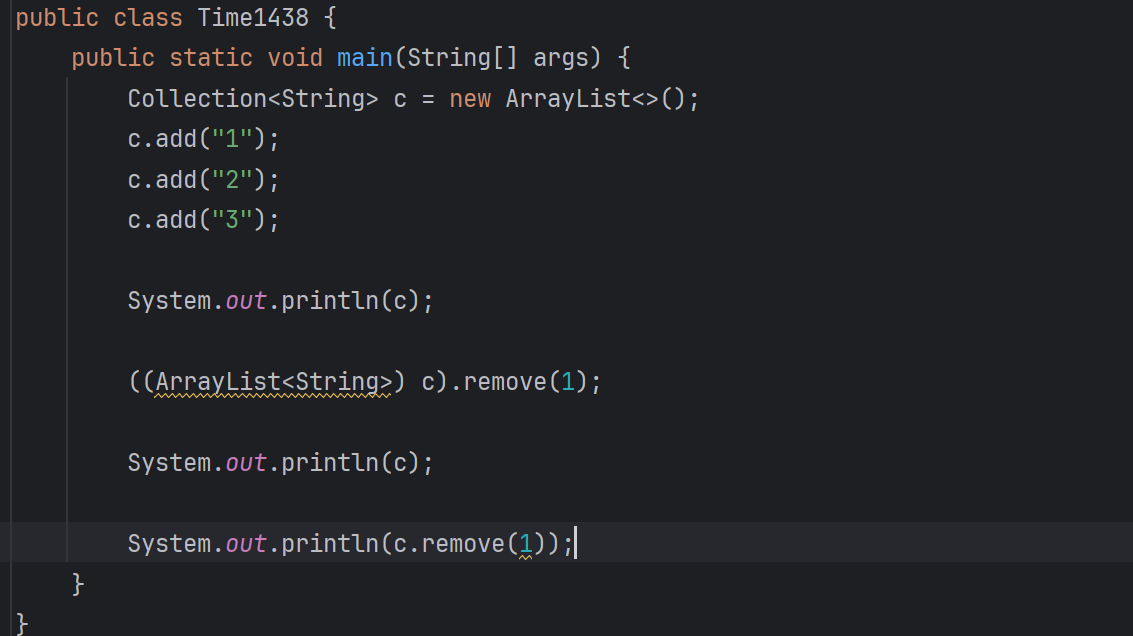 public class Time1438 {
    public static void main(String[] args) {
        Collection<String> c = new ArrayList<>();
        c.add("1");
        c.add("2");
        c.add("3");
        System.out.println(c);
        ((ArrayList<String>) c).remove(1);
        System.out.println(c);
        System.out.println(c.remove(1));
    }
}